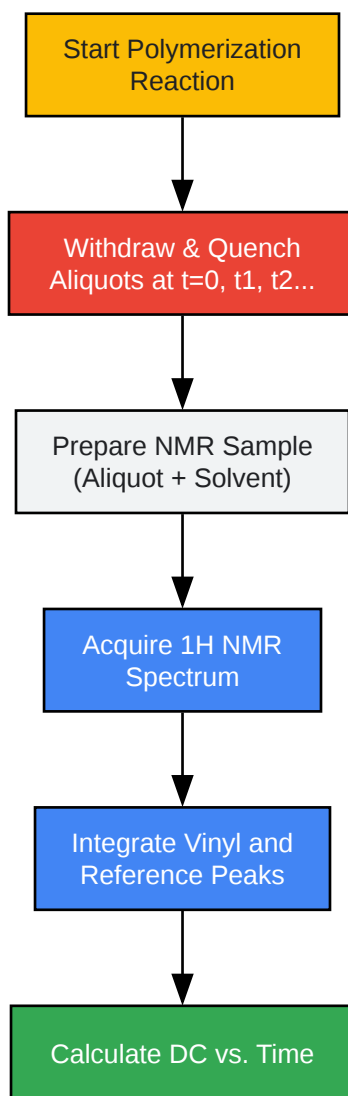 Start Polymerization
Reaction
Withdraw & Quench
Aliquots at t=0, t1, t2...
Prepare NMR Sample
(Aliquot + Solvent)
Acquire 1H NMR
Spectrum
Integrate Vinyl and
Reference Peaks
Calculate DC vs. Time